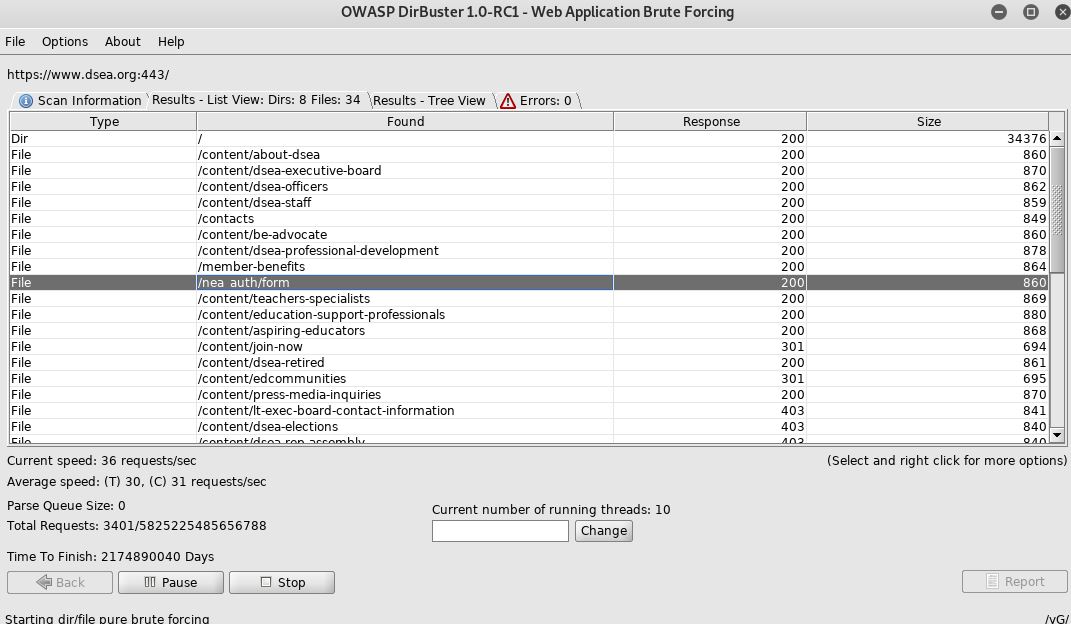 OWASP DirBuster 1.0-RC1 - Web Application Brute Forcing
File Options About Help
https://www.dsea.org:443/
Scan Information Results - List View: Dirs: 8 Files: 34 Results - Tree View Errors: 0
Type Found Response Size
Dir / 200 34376
File /content/about-dsea 200 860
File /content/dsea-executive-board 200 870
File /content/dsea-officers 200 862
File /content/dsea-staff 200 859
File /contacts 200 849
File /content/be-advocate 200 860
File /content/dsea-professional-development 200 878
File /member-benefits 200 864
File /nea_auth/form 200 860
File /content/teachers-specialists 200 869
File /content/education-support-professionals 200 880
File /content/aspiring-educators 200 868
File /content/join-now 301 694
File /content/dsea-retired 200 861
File /content/edcommunities 301 695
File /content/press-media-inquiries 200 870
File /content/lt-exec-board-contact-information 403 841
File /content/dsea-elections 403 840
File /content/dsea-rep-assembly 403 840
Current speed: 36 requests/sec (Select and right click for more options)
Average speed: (T) 30, (C) 31 requests/sec
Parse Queue Size: 0
Current number of running threads: 10
Total Requests: 3401/5825225485656788
Change
Time To Finish: 2174890040 Days
Back Pause Stop Report
Starting dir/file pure brute forcing /yG/